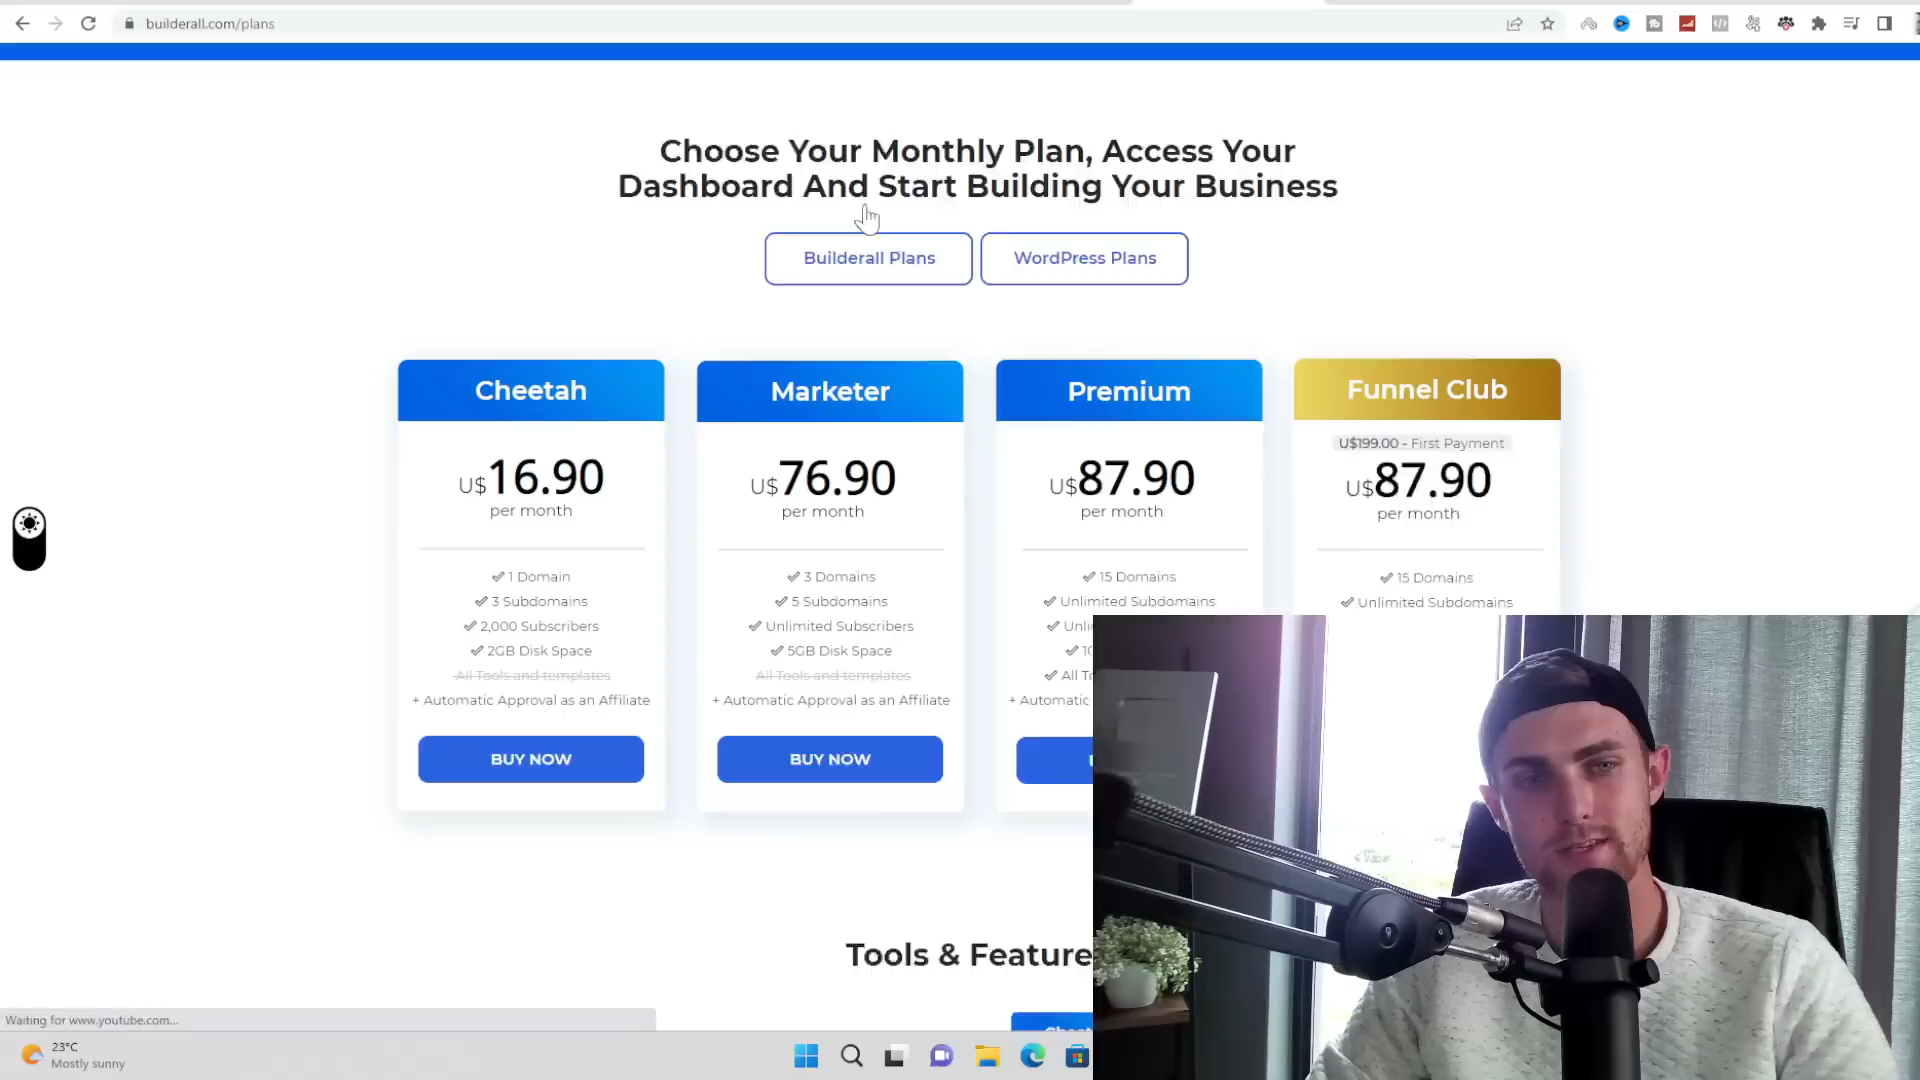 builderall.com/plans
Choose Your Monthly Plan, Access Your
Dashboard And Start Building Your Business
Builderall Plans
WordPress Plans
Cheetah
U$16.90
per month
1 Domain
3 Subdomains
2,000 Subscribers
2GB Disk Space
All Tools and templates
+ Automatic Approval as an Affiliate
BUY NOW
Marketer
U$76.90
per month
3 Domains
5 Subdomains
Unlimited Subscribers
5GB Disk Space
All Tools and templates
+ Automatic Approval as an Affiliate
BUY NOW
Premium
U$87.90
per month
15 Domains
Unlimited Subdomains
All
+ Automatic
Funnel Club
U$199.00 - First Payment
U$87.90
per month
15 Domains
Unlimited Subdomains
Tools & Feature
Waiting for www.youtube.com...
23°C
Mostly sunny